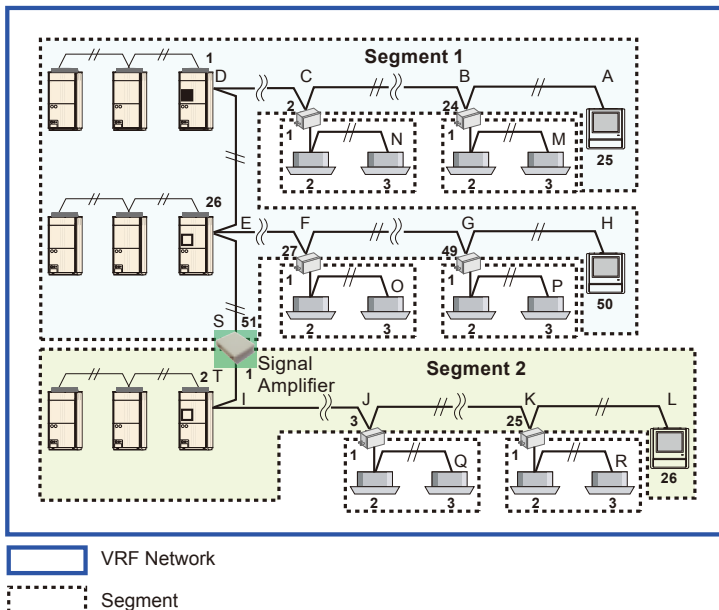 Segment 1
1
D
C
B
A
2
24
1
N
1
M
25
2
3
2
3
26
E
F
G
H
27
49
1
O
1
P
50
2
3
2
3
S
51
Signal
Amplifier
T
1
Segment 2
2
I
J
K
L
3
25
1
Q
1
R
26
2
3
2
3
VRF Network
Segment